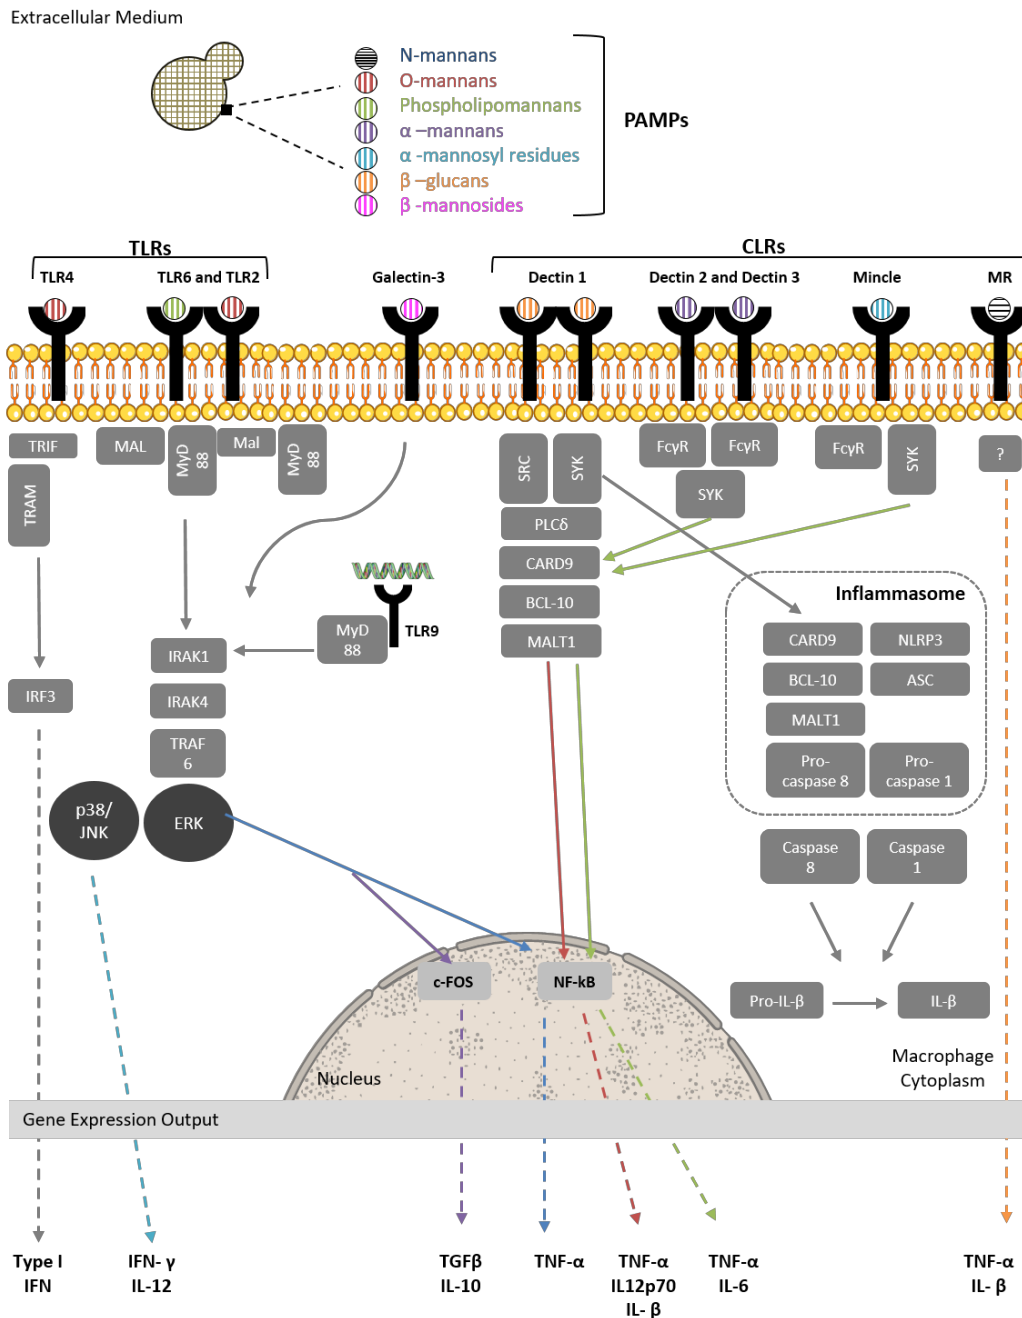 Extracellular Medium
N-mannans
O-mannans
Phospholipomannans
α –mannans
α -mannosyl residues
β –glucans
β -mannosides
PAMPs
TLRs
CLRs
TLR4
TLR6 and TLR2
Galectin-3
Dectin 1
Dectin 2 and Dectin 3
Mincle
MR
TRIF
TRAM
MAL
MyD
88
Mal
MyD
88
SRC
SYK
FcγR
FcγR
SYK
FcγR
SYK
?
PLCδ
CARD9
BCL-10
MALT1
TLR9
MyD
88
IRF3
IRAK1
IRAK4
TRAF
6
p38/
JNK
ERK
Inflammasome
CARD9
NLRP3
BCL-10
ASC
MALT1
Pro-
caspase 8
Pro-
caspase 1
Caspase
8
Caspase
1
c-FOS
NF-kB
Pro-IL-β
IL-β
Nucleus
Macrophage
Cytoplasm
Gene Expression Output
Type I
IFN
IFN- γ
IL-12
TGFβ
IL-10
TNF-α
TNF-α
IL12p70
IL- β
TNF-α
IL-6
TNF-α
IL- β